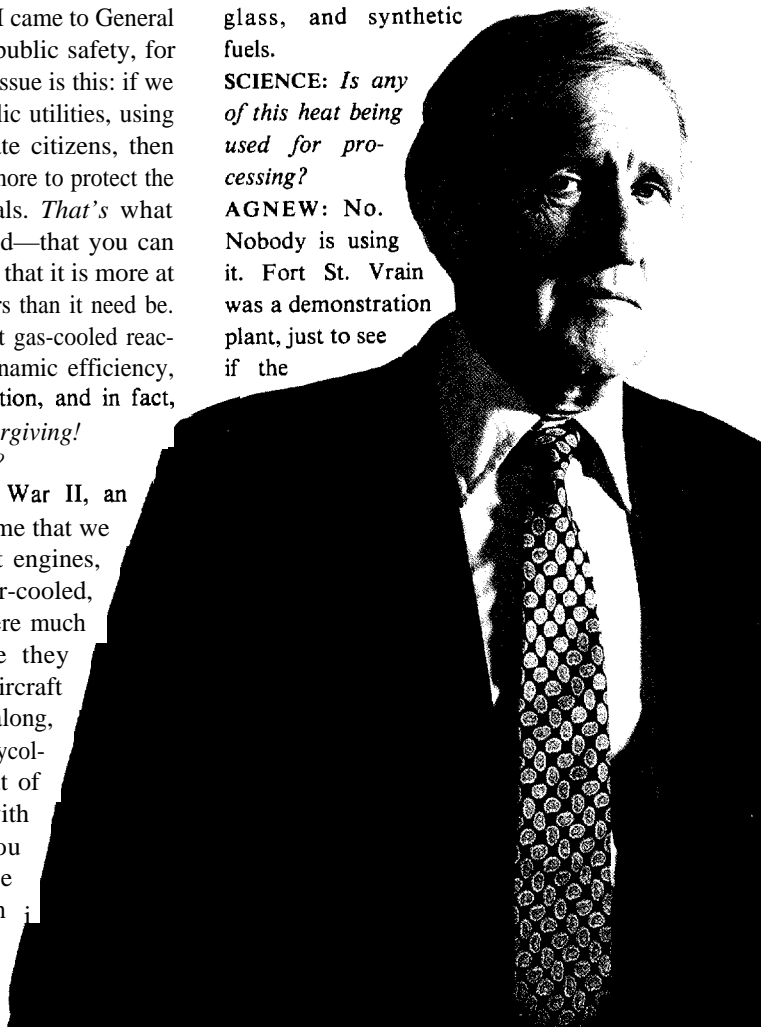 I came to General
public safety, for
ssue is this: if we
lic utilities, using
te citizens, then
nore to protect the
als. That's what
d—that you can
that it is more at
rs than it need be.
t gas-cooled reac-
namic efficiency,
tion, and in fact,
rgiving!
?
War II, an
me that we
t engines,
r-cooled,
ere much
e they
ircraft
along,
ycol-
t of
vith
ou
e
n i
glass, and synthetic
fuels.
SCIENCE: Is any
of this heat being
used for pro-
cessing?
AGNEW: No.
Nobody is using
it. Fort St. Vrain
was a demonstration
plant, just to see
if the